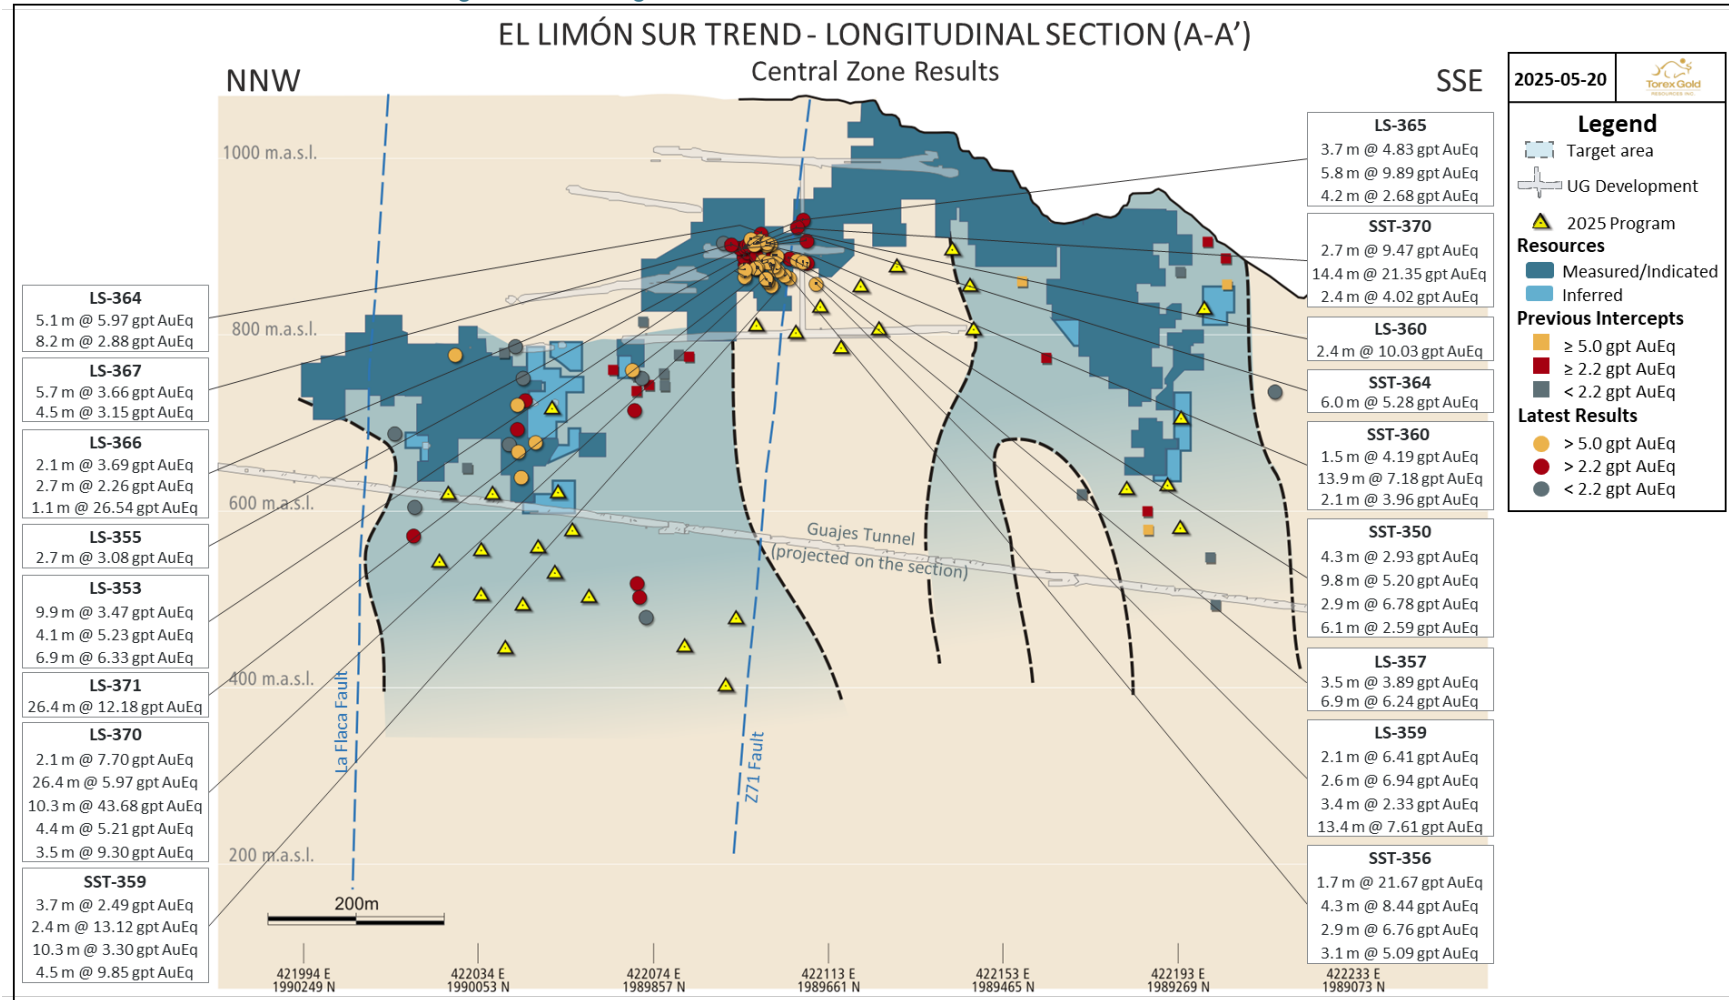 EL LIMÓN SUR TREND - LONGITUDINAL SECTION (A-A')
Central Zone Results
NNW
SSE
2025-05-20
Torex Gold
RESOURCES INC.
Legend
Target area
UG Development
2025 Program
Resources
Measured/Indicated
Inferred
Previous Intercepts
≥ 5.0 gpt AuEq
≥ 2.2 gpt AuEq
< 2.2 gpt AuEq
Latest Results
> 5.0 gpt AuEq
> 2.2 gpt AuEq
< 2.2 gpt AuEq
1000 m.a.s.l.
800 m.a.s.l.
600 m.a.s.l.
400 m.a.s.l.
200 m.a.s.l.
LS-364
5.1 m @ 5.97 gpt AuEq
8.2 m @ 2.88 gpt AuEq
LS-367
5.7 m @ 3.66 gpt AuEq
4.5 m @ 3.15 gpt AuEq
LS-366
2.1 m @ 3.69 gpt AuEq
2.7 m @ 2.26 gpt AuEq
1.1 m @ 26.54 gpt AuEq
LS-355
2.7 m @ 3.08 gpt AuEq
LS-353
9.9 m @ 3.47 gpt AuEq
4.1 m @ 5.23 gpt AuEq
6.9 m @ 6.33 gpt AuEq
LS-371
26.4 m @ 12.18 gpt AuEq
LS-370
2.1 m @ 7.70 gpt AuEq
26.4 m @ 5.97 gpt AuEq
10.3 m @ 43.68 gpt AuEq
4.4 m @ 5.21 gpt AuEq
3.5 m @ 9.30 gpt AuEq
SST-359
3.7 m @ 2.49 gpt AuEq
2.4 m @ 13.12 gpt AuEq
10.3 m @ 3.30 gpt AuEq
4.5 m @ 9.85 gpt AuEq
LS-365
3.7 m @ 4.83 gpt AuEq
5.8 m @ 9.89 gpt AuEq
4.2 m @ 2.68 gpt AuEq
SST-370
2.7 m @ 9.47 gpt AuEq
14.4 m @ 21.35 gpt AuEq
2.4 m @ 4.02 gpt AuEq
LS-360
2.4 m @ 10.03 gpt AuEq
SST-364
6.0 m @ 5.28 gpt AuEq
SST-360
1.5 m @ 4.19 gpt AuEq
13.9 m @ 7.18 gpt AuEq
2.1 m @ 3.96 gpt AuEq
SST-350
4.3 m @ 2.93 gpt AuEq
9.8 m @ 5.20 gpt AuEq
2.9 m @ 6.78 gpt AuEq
6.1 m @ 2.59 gpt AuEq
LS-357
3.5 m @ 3.89 gpt AuEq
6.9 m @ 6.24 gpt AuEq
LS-359
2.1 m @ 6.41 gpt AuEq
2.6 m @ 6.94 gpt AuEq
3.4 m @ 2.33 gpt AuEq
13.4 m @ 7.61 gpt AuEq
SST-356
1.7 m @ 21.67 gpt AuEq
4.3 m @ 8.44 gpt AuEq
2.9 m @ 6.76 gpt AuEq
3.1 m @ 5.09 gpt AuEq
Guajes Tunnel
(projected on the section)
La Flaca Fault
Z71 Fault
200m
421994 E
1990249 N
422034 E
1990053 N
422074 E
1989857 N
422113 E
1989661 N
422153 E
1989465 N
422193 E
1989269 N
422233 E
1989073 N